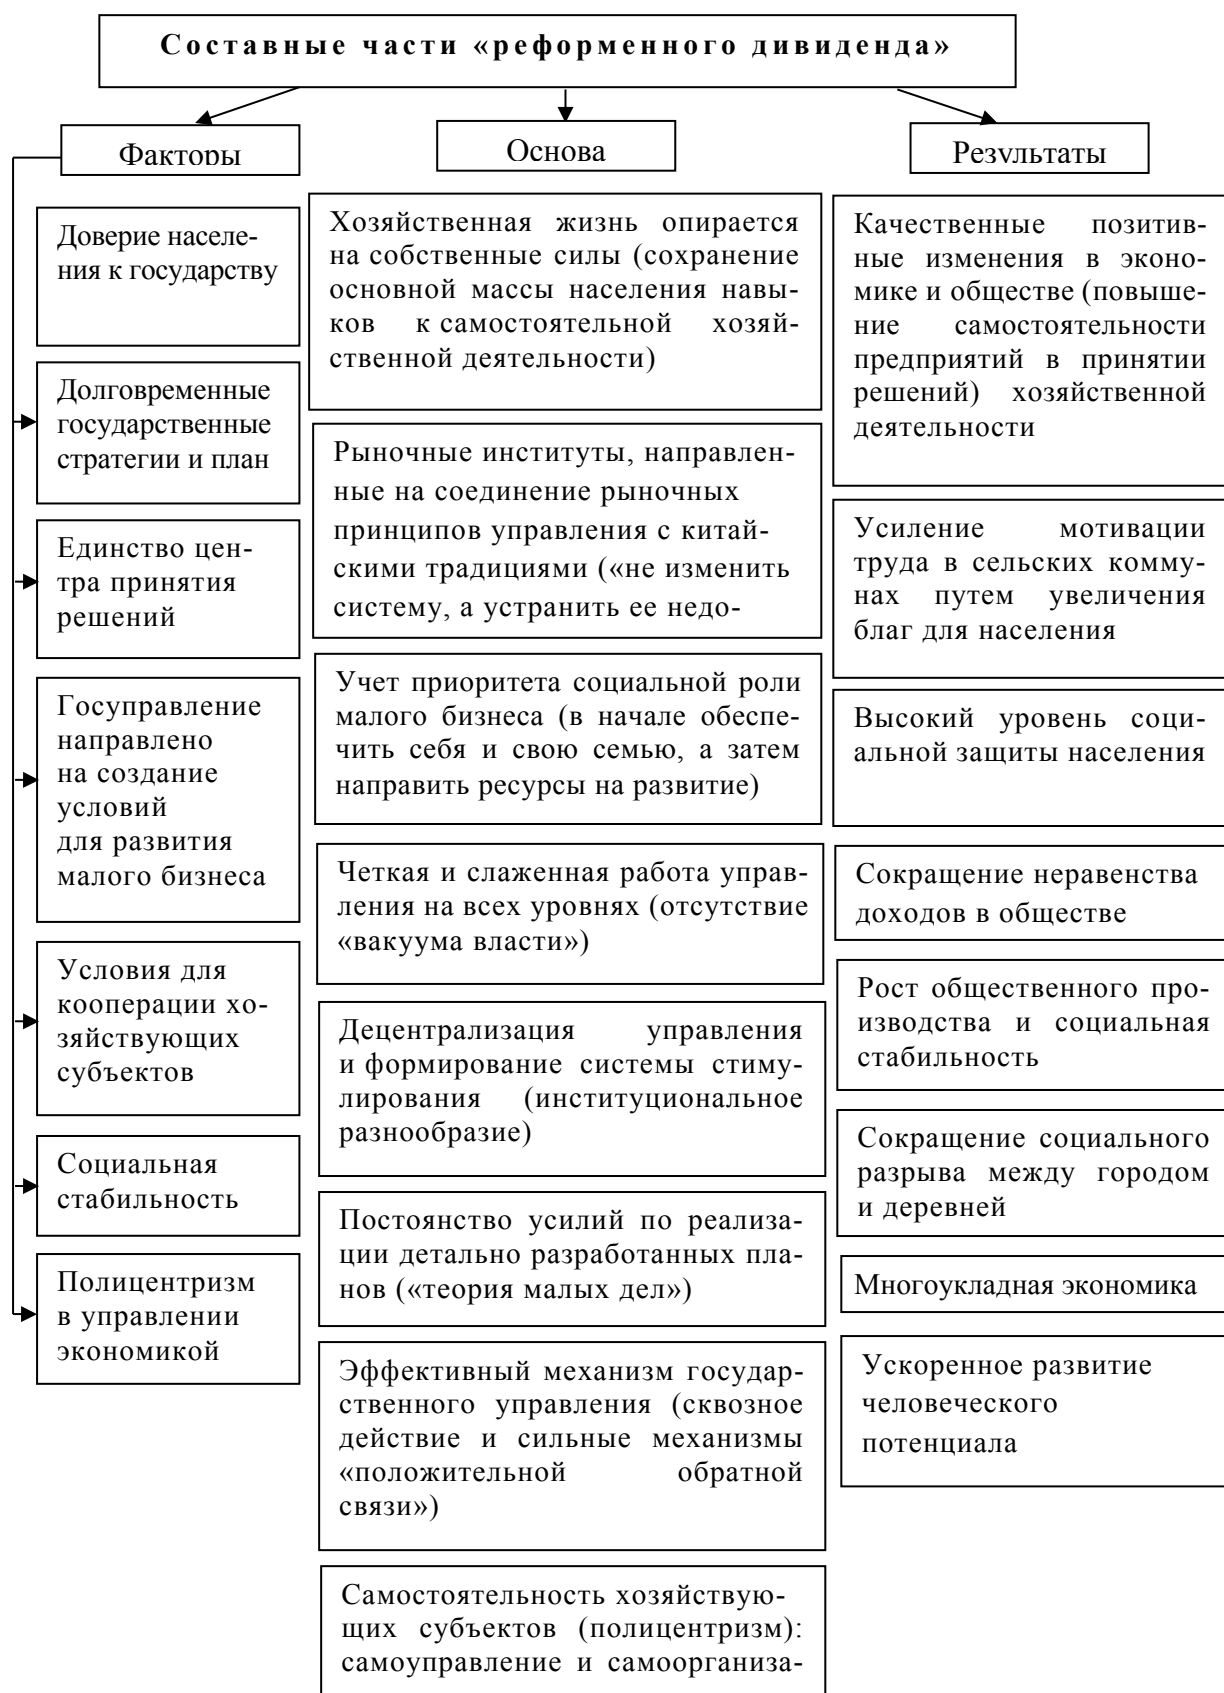 Составные части «реформенного дивиденда»
Факторы
Основа
Результаты
Доверие населе-
ния к государству
Долговременные
государственные
стратегии и план
Единство цен-
тра принятия
решений
Госуправление
направлено
на создание
условий
для развития
малого бизнеса
Условия для
кооперации хо-
зяйствующих
субъектов
Социальная
стабильность
Полицентризм
в управлении
экономикой
Хозяйственная жизнь опирается
на собственные силы (сохранение
основной массы населения навы-
ков к самостоятельной хозяй-
ственной деятельности)
Рыночные институты, направлен-
ные на соединение рыночных
принципов управления с китай-
скими традициями («не изменить
систему, а устранить ее недо-
Учет приоритета социальной роли
малого бизнеса (в начале обеспе-
чить себя и свою семью, а затем
направить ресурсы на развитие)
Четкая и слаженная работа управ-
ления на всех уровнях (отсутствие
«вакуума власти»)
Децентрализация управления
и формирование системы стиму-
лирования (институциональное
разнообразие)
Постоянство усилий по реализа-
ции детально разработанных пла-
нов («теория малых дел»)
Эффективный механизм государ-
ственного управления (сквозное
действие и сильные механизмы
«положительной обратной
связи»)
Самостоятельность хозяйствую-
щих субъектов (полицентризм):
самоуправление и самоорганиза-
Качественные позитив-
ные изменения в эконо-
мике и обществе (повыше-
ние самостоятельности
предприятий в принятии
решений) хозяйственной
деятельности
Усиление мотивации
труда в сельских комму-
нах путем увеличения
благ для населения
Высокий уровень соци-
альной защиты населения
Сокращение неравенства
доходов в обществе
Рост общественного про-
изводства и социальная
стабильность
Сокращение социального
разрыва между городом
и деревней
Многоукладная экономика
Ускоренное развитие
человеческого
потенциала